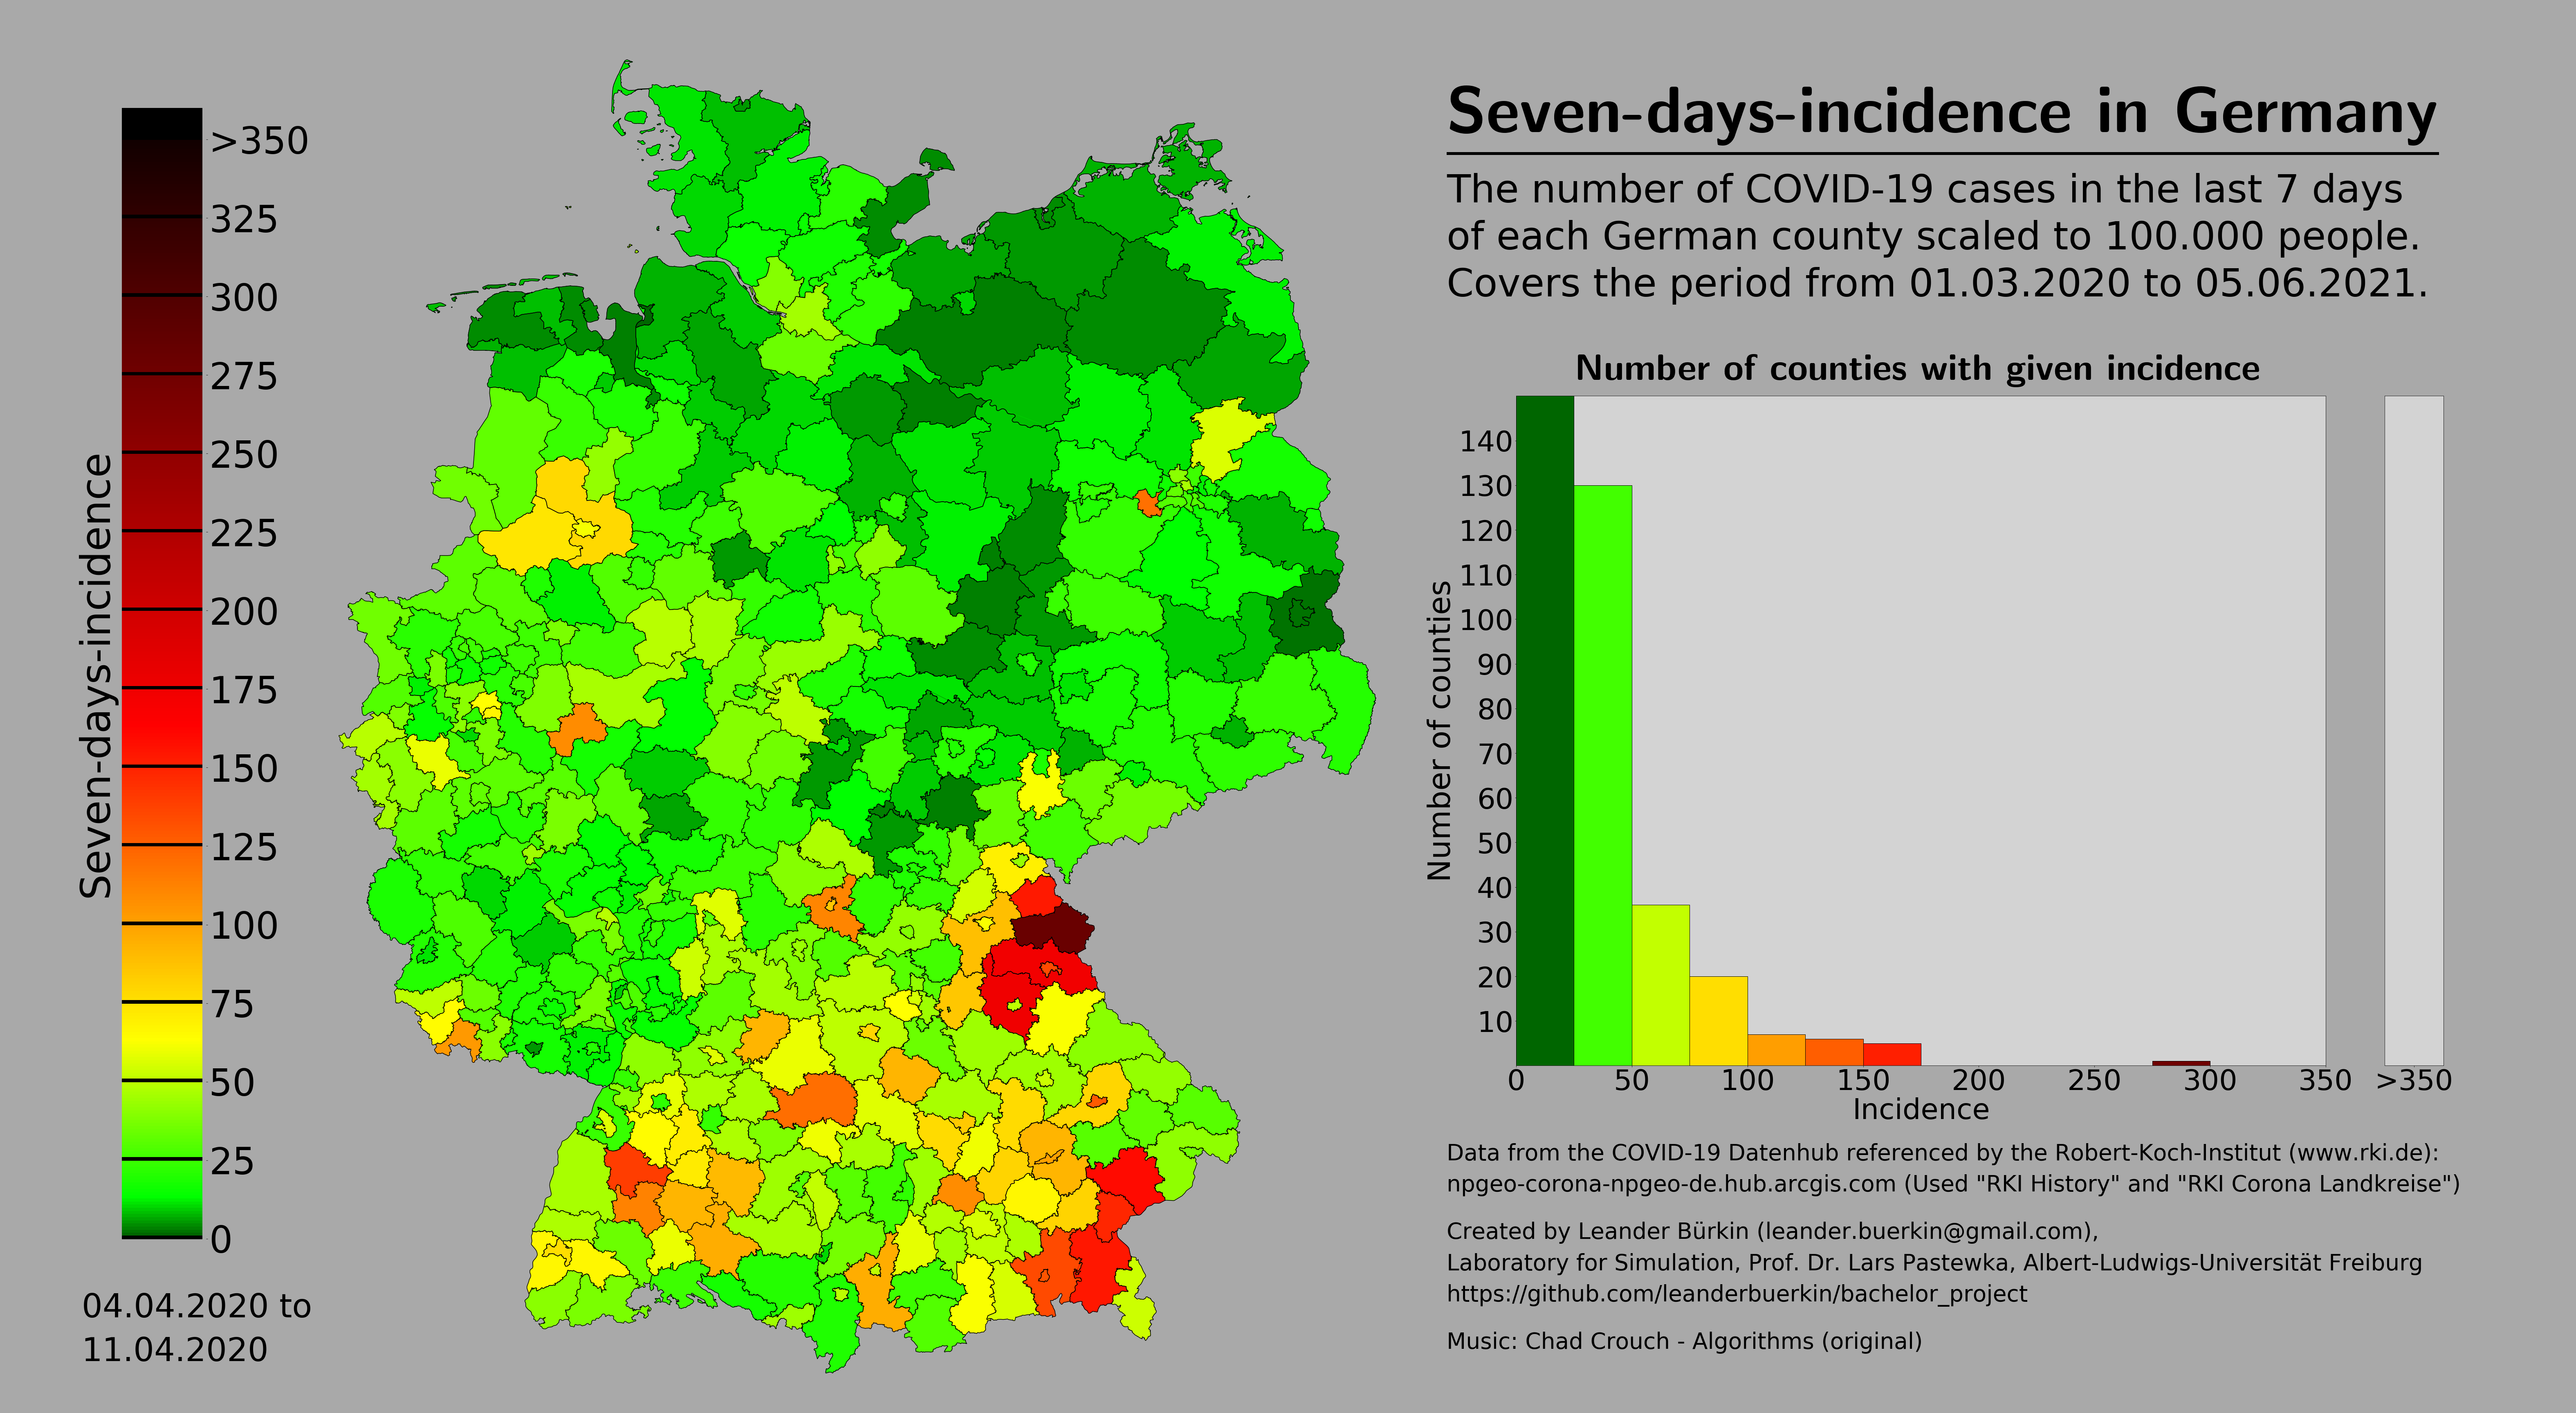 Seven-days-incidence in Germany
The number of COVID-19 cases in the last 7 days
of each German county scaled to 100.000 people.
Covers the period from 01.03.2020 to 05.06.2021.
Seven-days-incidence
>350
325
300
275
250
225
200
175
150
125
100
75
50
25
0
04.04.2020 to
11.04.2020
Number of counties with given incidence
Number of counties
140
130
120
110
100
90
80
70
60
50
40
30
20
10
0 50 100 150 200 250 300 350 >350
Incidence
Data from the COVID-19 Datenhub referenced by the Robert-Koch-Institut (www.rki.de):
npgeo-corona-npgeo-de.hub.arcgis.com (Used "RKI History" and "RKI Corona Landkreise")
Created by Leander Bürkin (leander.buerkin@gmail.com),
Laboratory for Simulation, Prof. Dr. Lars Pastewka, Albert-Ludwigs-Universität Freiburg
https://github.com/leanderbuerkin/bachelor_project
Music: Chad Crouch - Algorithms (original)